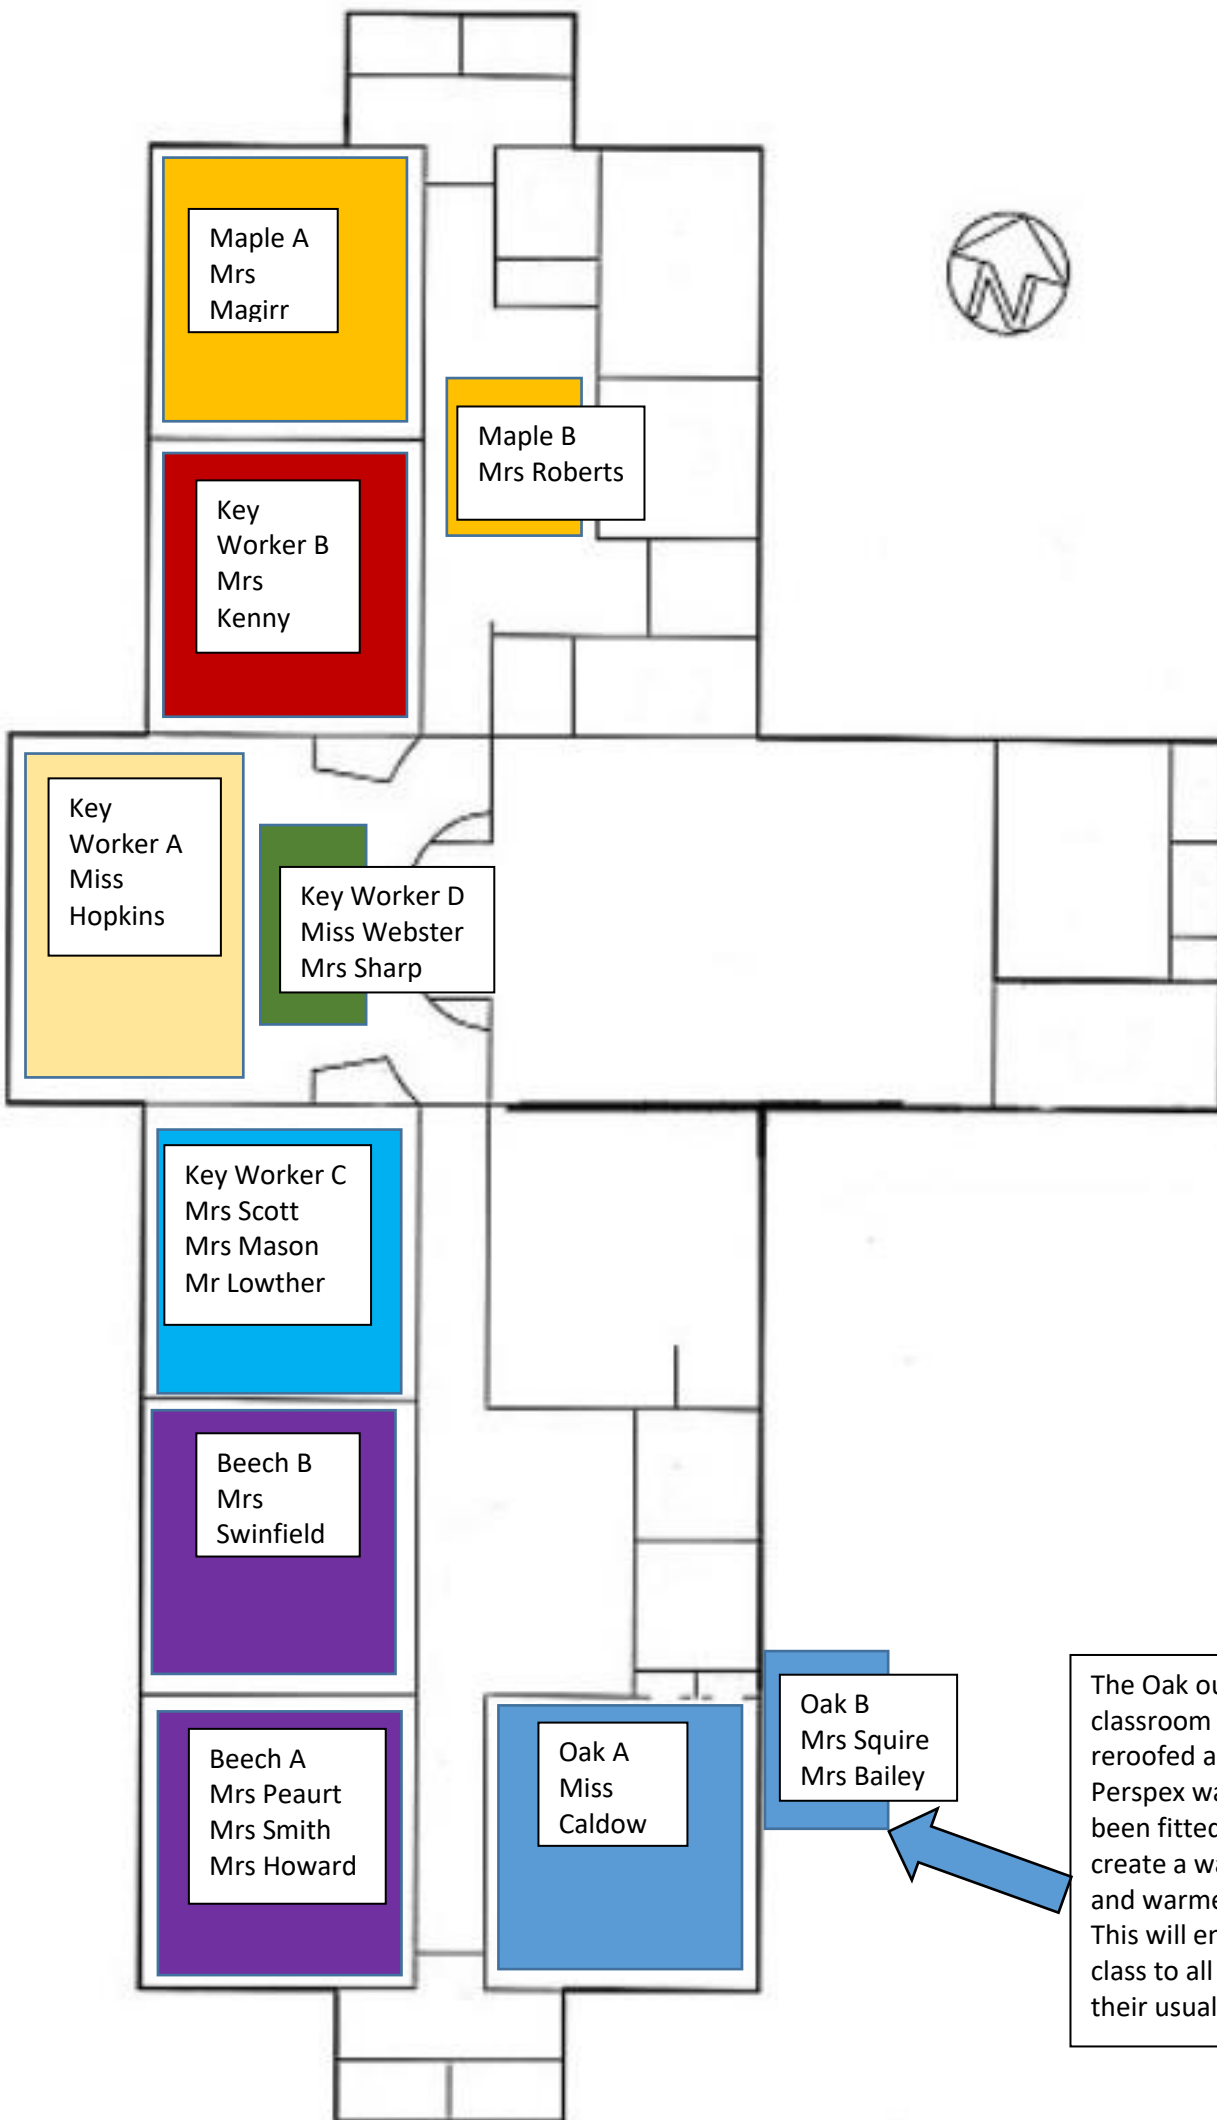 Maple A
Mrs
Magirr
Maple B
Mrs Roberts
Key
Worker B
Mrs
Kenny
Key
Worker A
Miss
Hopkins
Key Worker D
Miss Webster
Mrs Sharp
Key Worker C
Mrs Scott
Mrs Mason
Mr Lowther
Beech B
Mrs
Swinfield
Beech A
Mrs Peaurt
Mrs Smith
Mrs Howard
Oak A
Miss
Caldow
Oak B
Mrs Squire
Mrs Bailey
The Oak
classroom
reroofed
Perspex
been
create a
and
This will
class to all
their usual
N